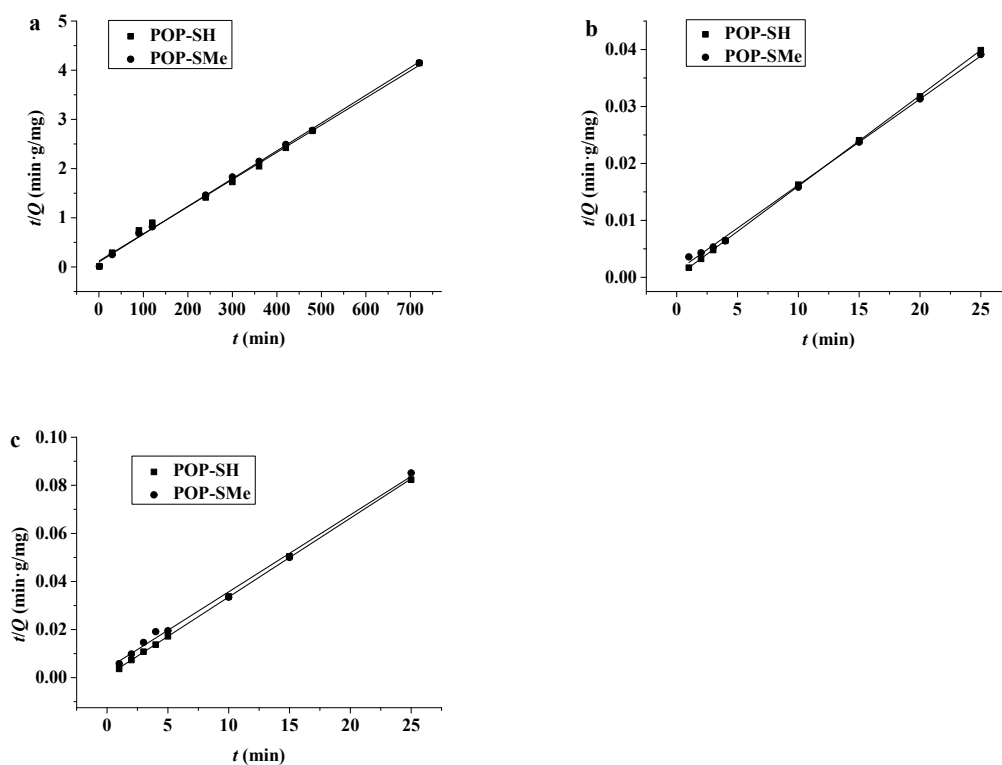 a
POP-SH
POP-SMe
5
4
3
2
1
0
t/Q (min·g/mg)
0 100 200 300 400 500 600 700
t (min)
b
POP-SH
POP-SMe
0.04
0.03
0.02
0.01
0.00
t/Q (min·g/mg)
0 5 10 15 20 25
t (min)
c
POP-SH
POP-SMe
0.10
0.08
0.06
0.04
0.02
0.00
t/Q (min·g/mg)
0 5 10 15 20 25
t (min)